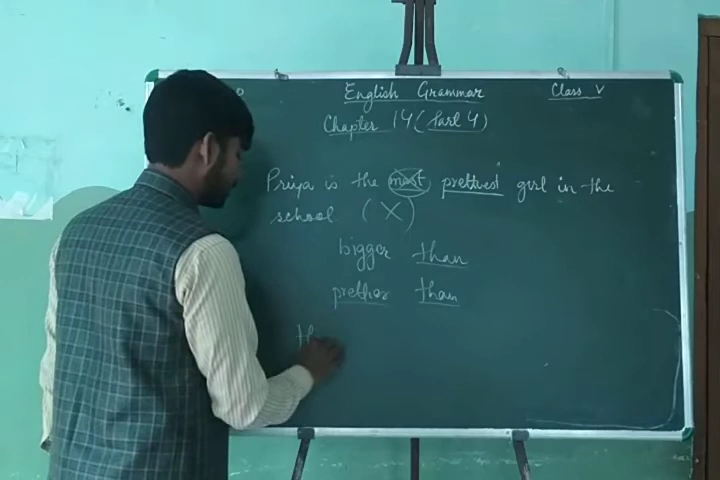 English Grammar Class V
Chapter 14 (Part 4)
Priya is the most prettiest girl in the
school (X)
bigger than
prettier than
th